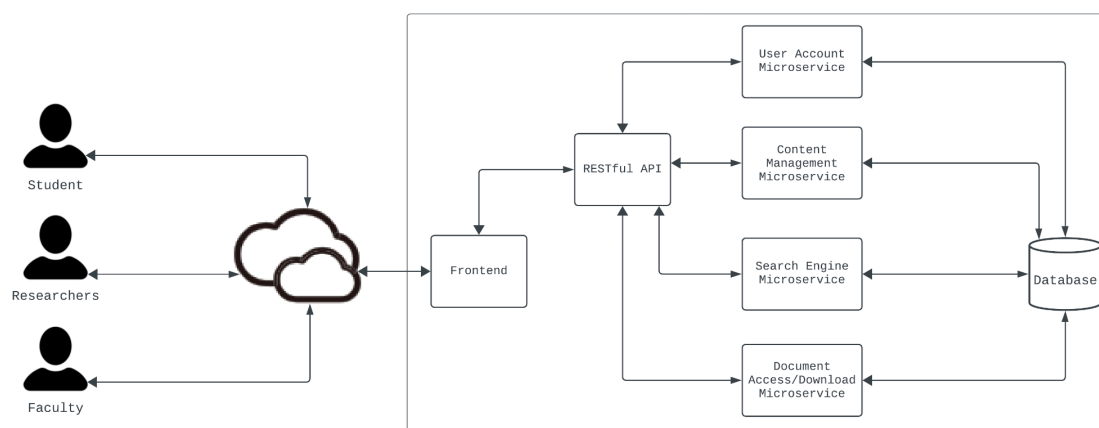 Student
Researchers
Faculty
Frontend
RESTful API
User Account
Microservice
Content
Management
Microservice
Search Engine
Microservice
Document
Access/Download
Microservice
Database